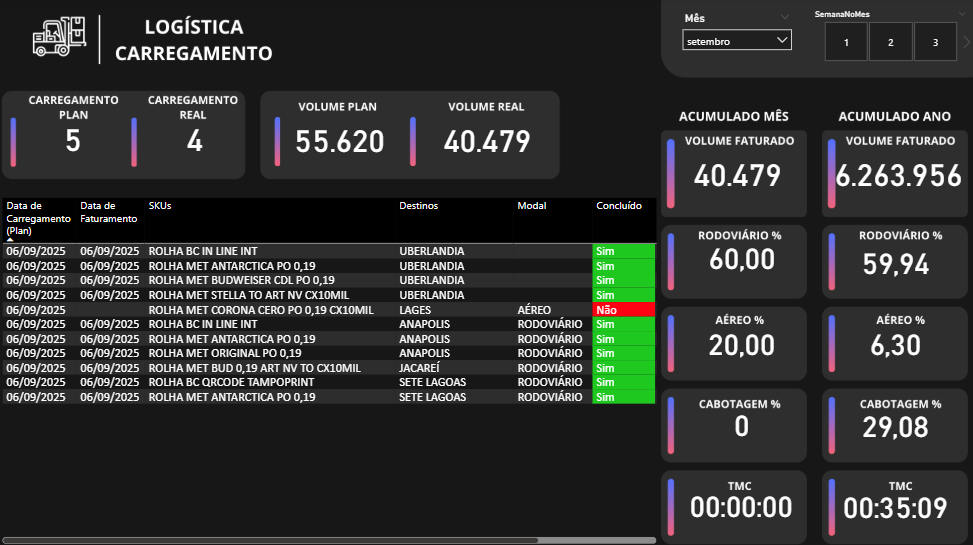 LOGÍSTICA
CARREGAMENTO
Mês
setembro
SemanaNoMes
1 2 3
CARREGAMENTO PLAN
5
CARREGAMENTO REAL
4
VOLUME PLAN
55.620
VOLUME REAL
40.479
Data de Carregamento (Plan) Data de Faturamento SKUs Destinos Modal Concluído
06/09/2025 06/09/2025 ROLHA BC IN LINE INT UBERLANDIA Sim
06/09/2025 06/09/2025 ROLHA MET ANTARCTICA PO 0,19 UBERLANDIA Sim
06/09/2025 06/09/2025 ROLHA MET BUDWEISER CDL PO 0,19 UBERLANDIA Sim
06/09/2025 06/09/2025 ROLHA MET STELLA TO ART NV CX10MIL UBERLANDIA Sim
06/09/2025 ROLHA MET CORONA CERO PO 0,19 CX10MIL LAGES AÉREO Não
06/09/2025 06/09/2025 ROLHA BC IN LINE INT ANAPOLIS RODOVIÁRIO Sim
06/09/2025 06/09/2025 ROLHA MET ANTARCTICA PO 0,19 ANAPOLIS RODOVIÁRIO Sim
06/09/2025 06/09/2025 ROLHA MET ORIGINAL PO 0,19 ANAPOLIS RODOVIÁRIO Sim
06/09/2025 06/09/2025 ROLHA MET BUD 0,19 ART NV TO CX10MIL JACAREÍ RODOVIÁRIO Sim
06/09/2025 06/09/2025 ROLHA BC QRCODE TAMPOPRINT SETE LAGOAS RODOVIÁRIO Sim
06/09/2025 06/09/2025 ROLHA MET ANTARCTICA PO 0,19 SETE LAGOAS RODOVIÁRIO Sim
ACUMULADO MÊS
VOLUME FATURADO
40.479
RODOVIÁRIO %
60,00
AÉREO %
20,00
CABOTAGEM %
0
TMC
00:00:00
ACUMULADO ANO
VOLUME FATURADO
6.263.956
RODOVIÁRIO %
59,94
AÉREO %
6,30
CABOTAGEM %
29,08
TMC
00:35:09